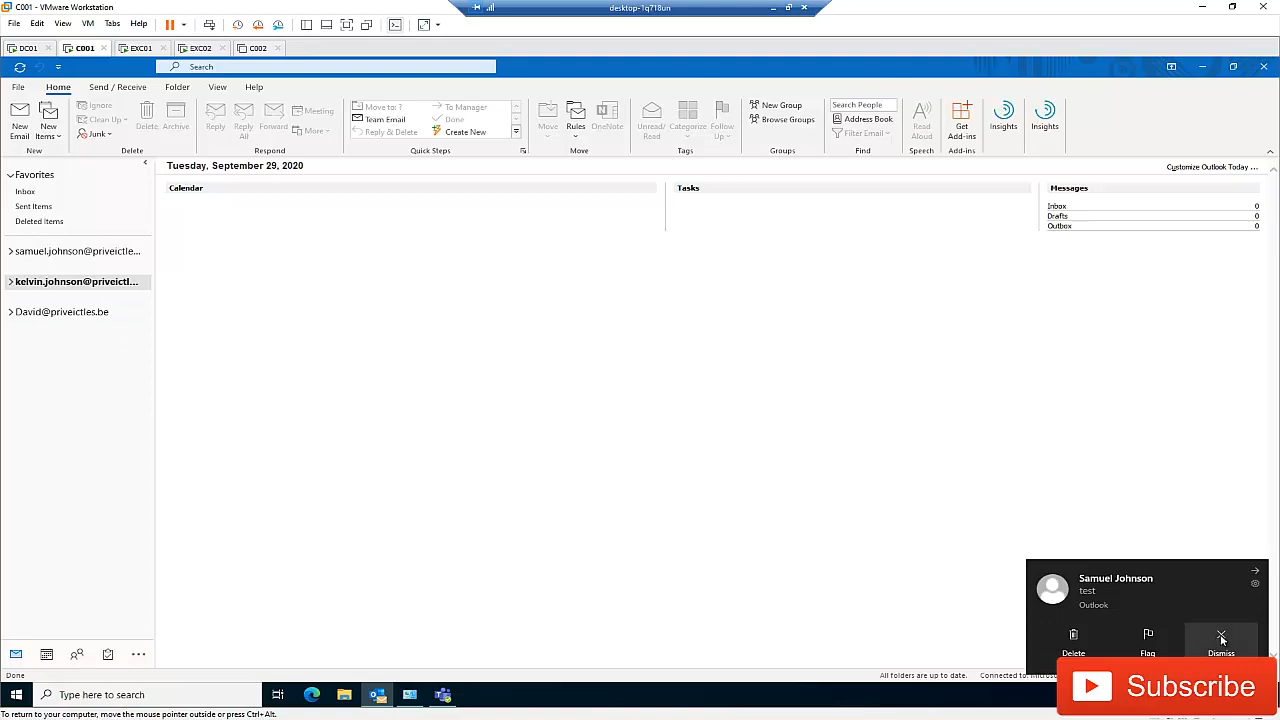 C001 - VMware Workstation
desktop-1q718un
File Edit View VM Tabs Help
DC01 C001 EXC01 EXC02 C002
Search
File Home Send / Receive Folder View Help
New Email
New Items
New
Ignore
Clean Up
Junk
Delete
Archive
Delete
Reply
Reply All
Forward
Meeting
More
Respond
Move to: ?
Team Email
Reply & Delete
To Manager
Done
Create New
Quick Steps
Move
Rules
OneNote
Move
Unread/ Read
Categorize
Follow Up
Tags
New Group
Browse Groups
Groups
Search People
Address Book
Filter Email
Find
Read Aloud
Speech
Get Add-ins
Add-ins
Insights
Insights
Favorites
Inbox
Sent Items
Deleted Items
samuel.johnson@priveictle...
kelvin.johnson@priveictl...
David@priveictles.be
Tuesday, September 29, 2020
Customize Outlook Today ...
Calendar
Tasks
Messages
Inbox 0
Drafts 0
Outbox 0
Samuel Johnson
test
Outlook
Delete
Flag
Dismiss
Done
All folders are up to date.
Subscribe
Type here to search
To return to your computer, move the mouse pointer outside or press Ctrl+Alt.